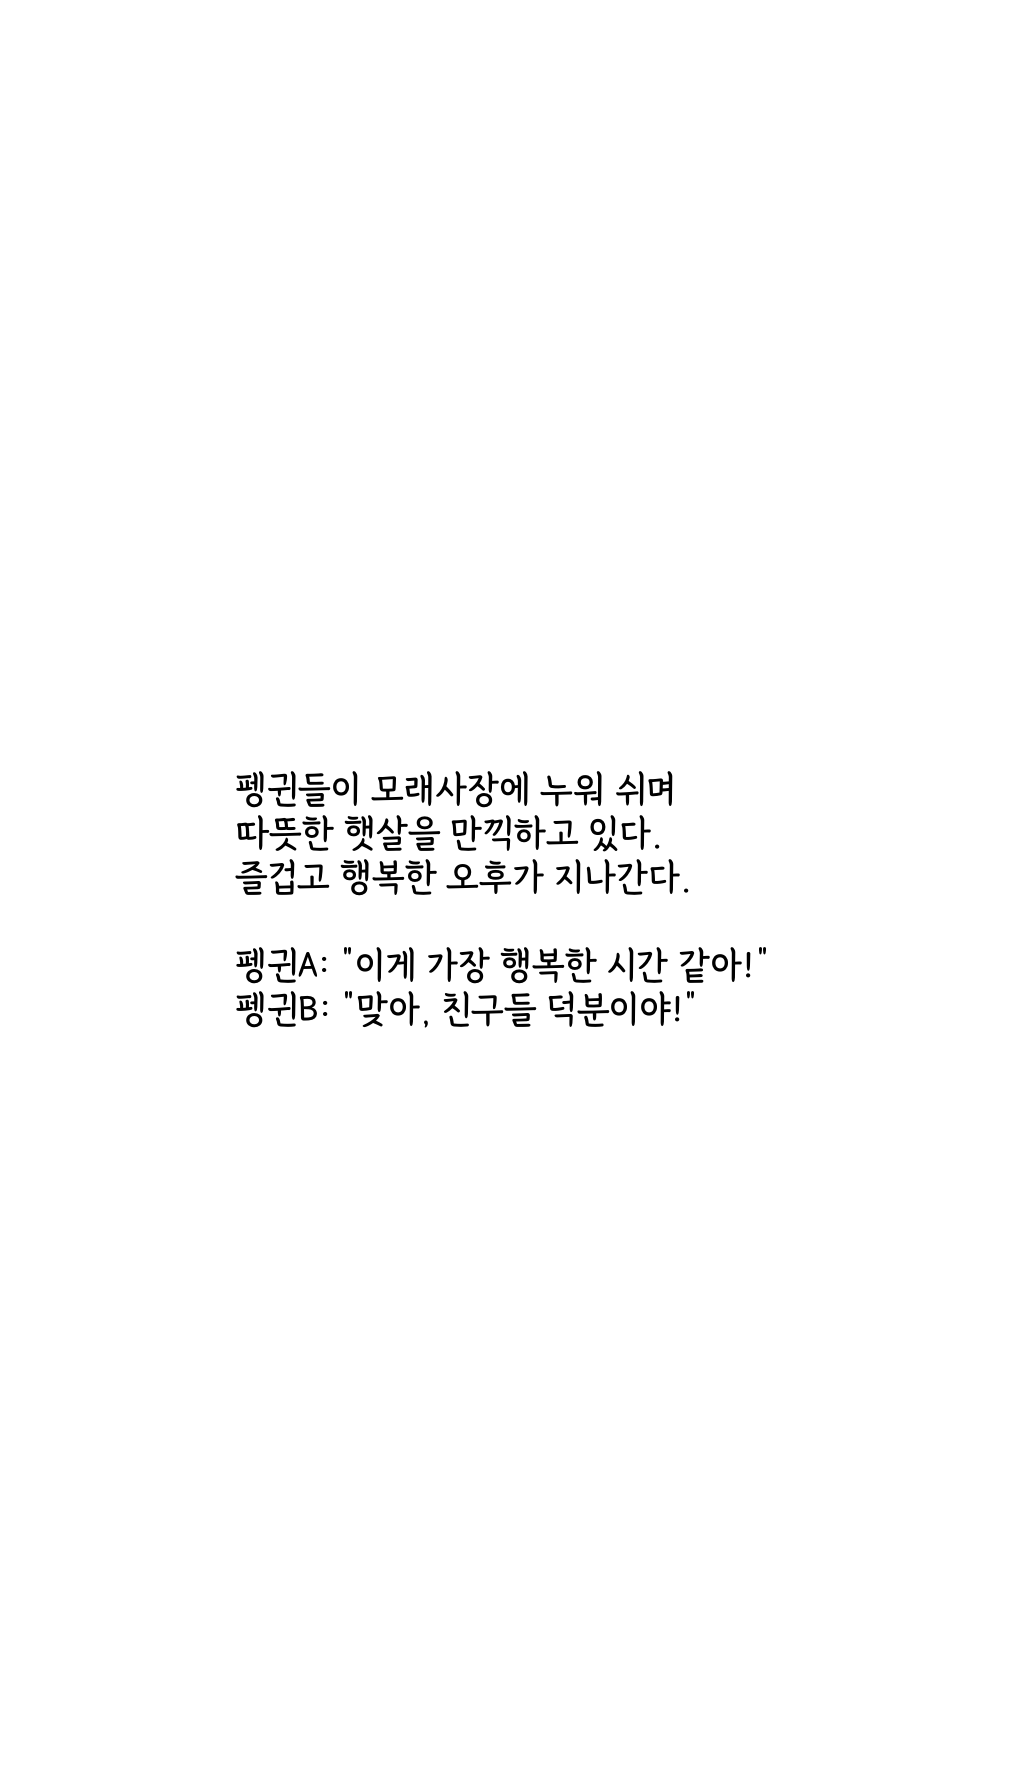 펭귄들이 모래사장에 누워 쉬며
따뜻한 햇살을 만끽하고 있다.
즐겁고 행복한 오후가 지나간다.
펭귄A: "이게 가장 행복한 시간 같아!"
펭귄B: "맞아, 친구들 덕분이야!"